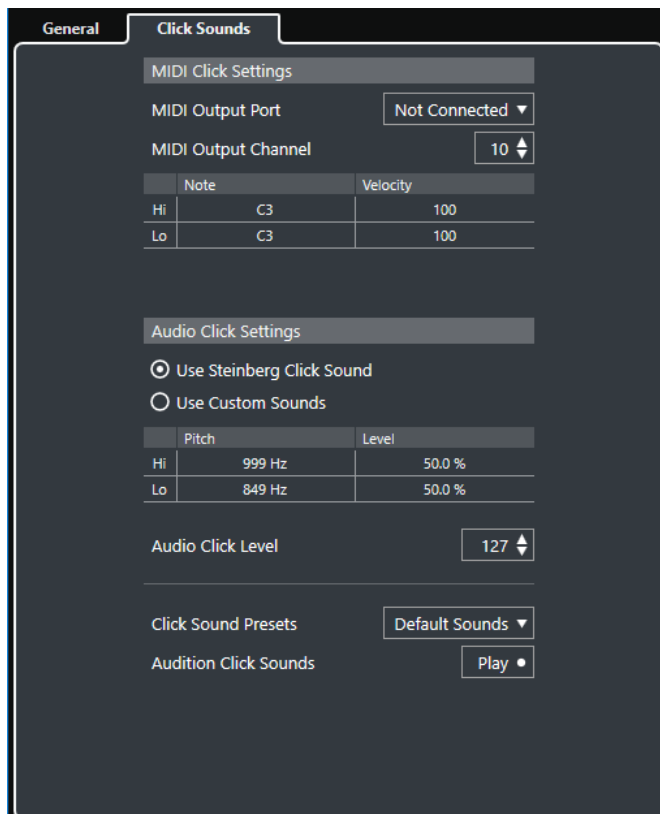 General Click Sounds
MIDI Click Settings
MIDI Output Port Not Connected
MIDI Output Channel 10
Note Velocity
Hi C3 100
Lo C3 100
Audio Click Settings
Use Steinberg Click Sound
Use Custom Sounds
Pitch Level
Hi 999 Hz 50.0 %
Lo 849 Hz 50.0 %
Audio Click Level 127
Click Sound Presets Default Sounds
Audition Click Sounds Play